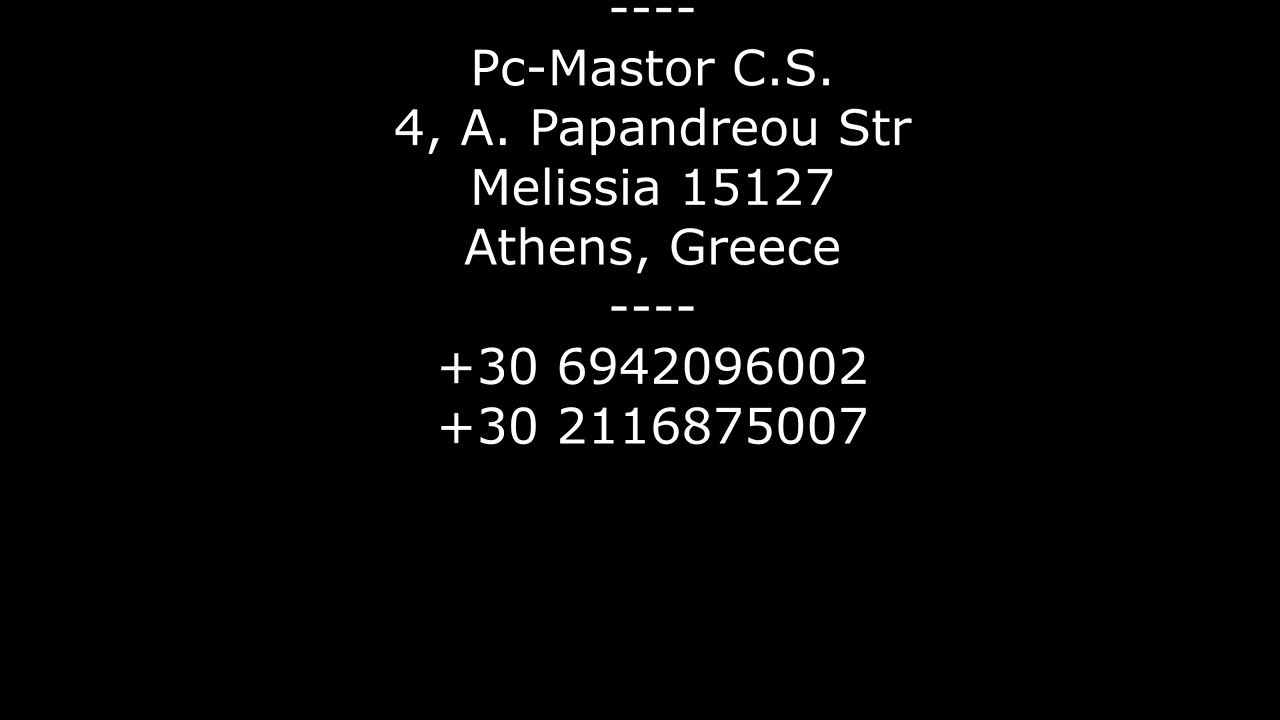 ----
Pc-Mastor C.S.
4, A. Papandreou Str
Melissia 15127
Athens, Greece
----
+30 6942096002
+30 2116875007